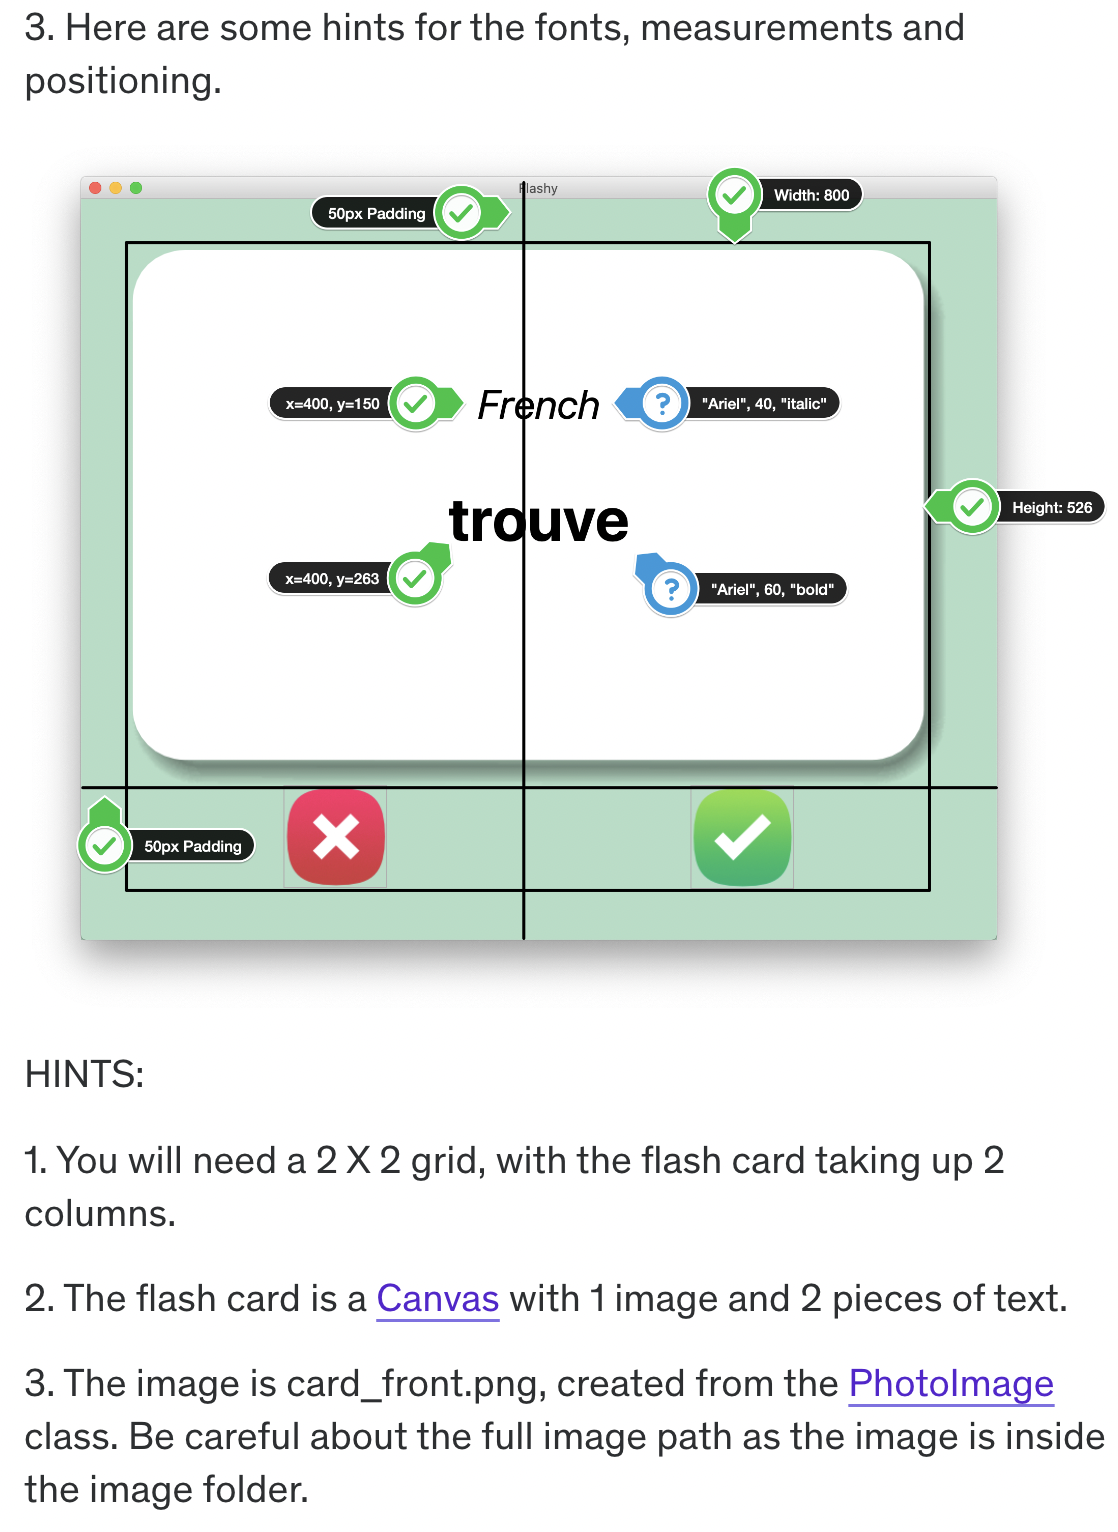 3. Here are some hints for the fonts, measurements and
positioning.
Flashy
50px Padding
Width: 800
x=400, y=150
French
"Ariel", 40, "italic"
trouve
Height: 526
x=400, y=263
"Ariel", 60, "bold"
50px Padding
HINTS:
1. You will need a 2 X 2 grid, with the flash card taking up 2
columns.
2. The flash card is a Canvas with 1 image and 2 pieces of text.
3. The image is card_front.png, created from the PhotoImage
class. Be careful about the full image path as the image is inside
the image folder.